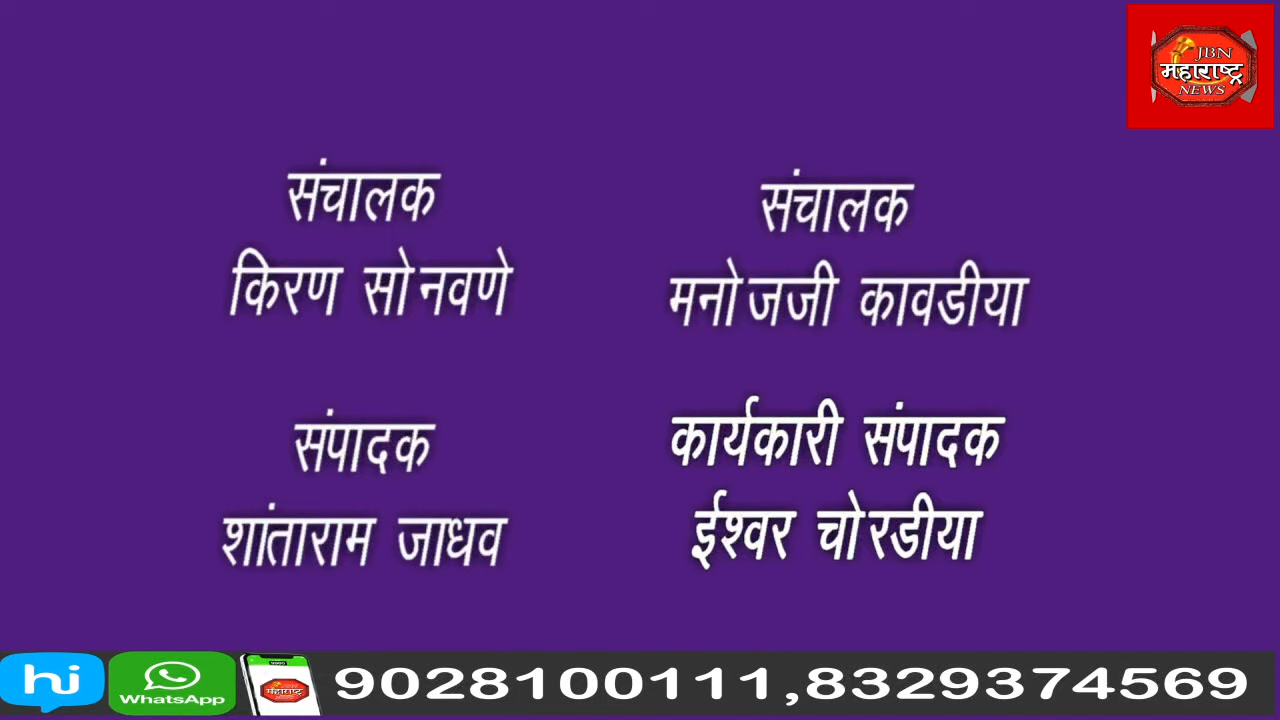 JBN
महाराष्ट्र
NEWS
संचालक
किरण सोनवणे
संचालक
मनोजजी कावडीया
संपादक
शांताराम जाधव
कार्यकारी संपादक
ईश्वर चोरडीया
hi
WhatsApp
महाराष्ट्र
9028100111,8329374569